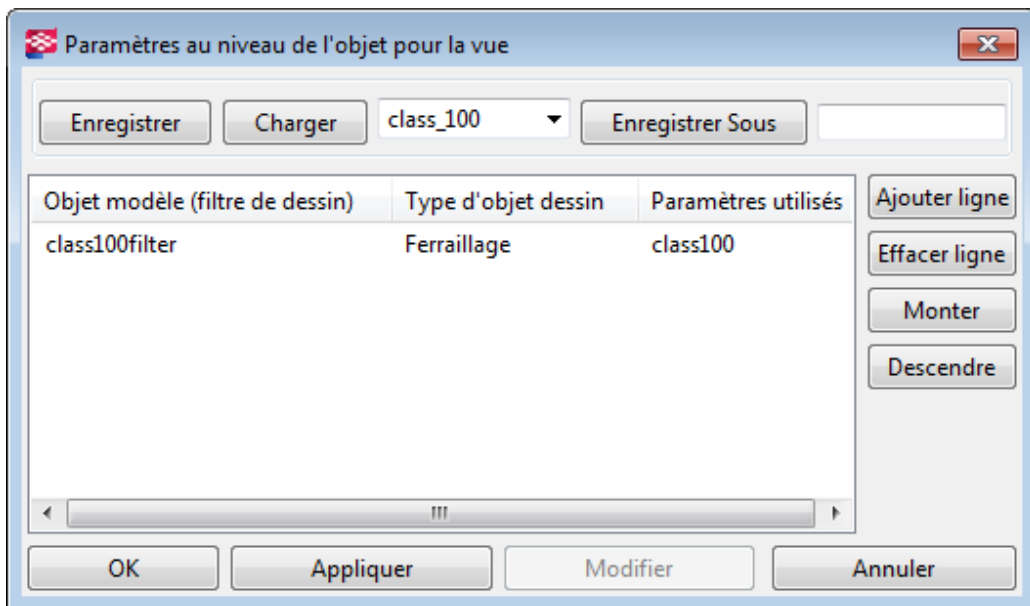 Paramètres au niveau de l'objet pour la vue
Enregistrer Charger class_100 Enregistrer Sous
Objet modèle (filtre de dessin) Type d'objet dessin Paramètres utilisés Ajouter ligne
class100filter Ferraillage class100 Effacer ligne
Monter
Descendre
OK Appliquer Modifier Annuler